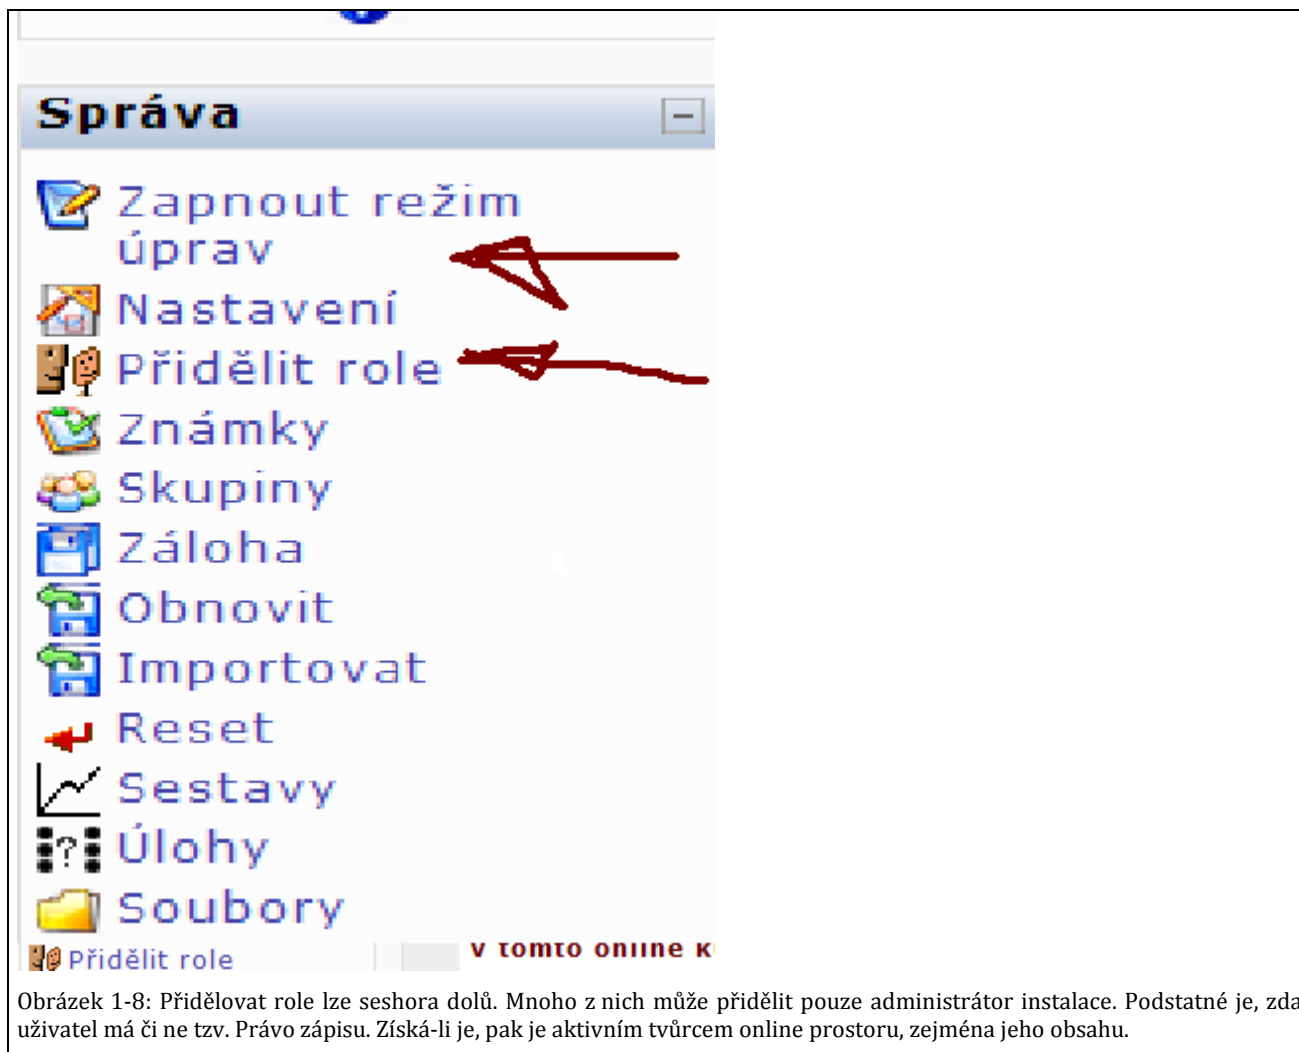 Správa
Zapnout režim
úprav
Nastavení
Přidělit role
Známky
Skupiny
Záloha
Obnovit
Importovat
Reset
Sestavy
Úlohy
Soubory
Přidělit role
v tomto online
Obrázek 1-8: Přidělovat role lze seshora dolů. Mnoho z nich může přidělit pouze administrátor instalace. Podstatné je, zda
uživatel má či ne tzv. Právo zápisu. Získá-li je, pak je aktivním tvůrcem online prostoru, zejména jeho obsahu.